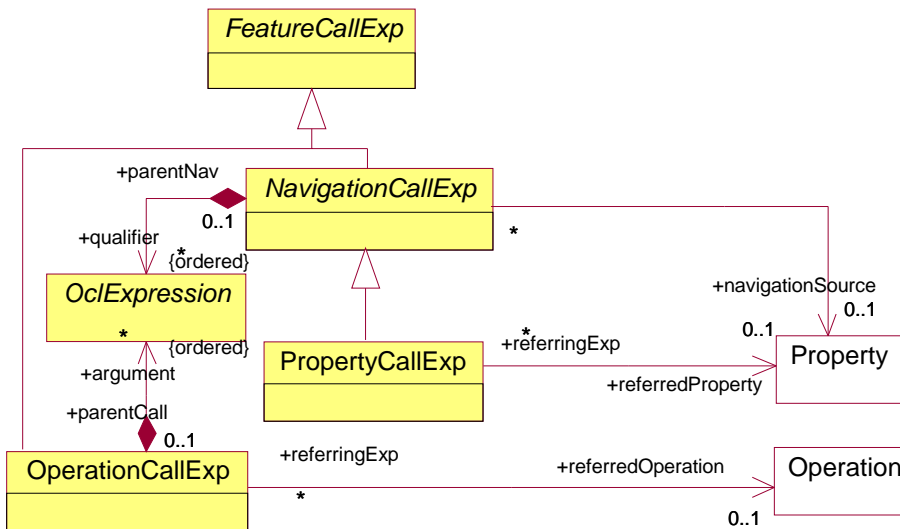 FeatureCallExp
+parentNav
NavigationCallExp
0..1
*
+qualifier
*
{ordered}
OclExpression
+navigationSource
0..1
*
{ordered}
*
0..1
+referringExp
Property
PropertyCallExp
+argument
+referredProperty
+parentCall
0..1
+referringExp
OperationCallExp
+referredOperation
Operation
*
0..1